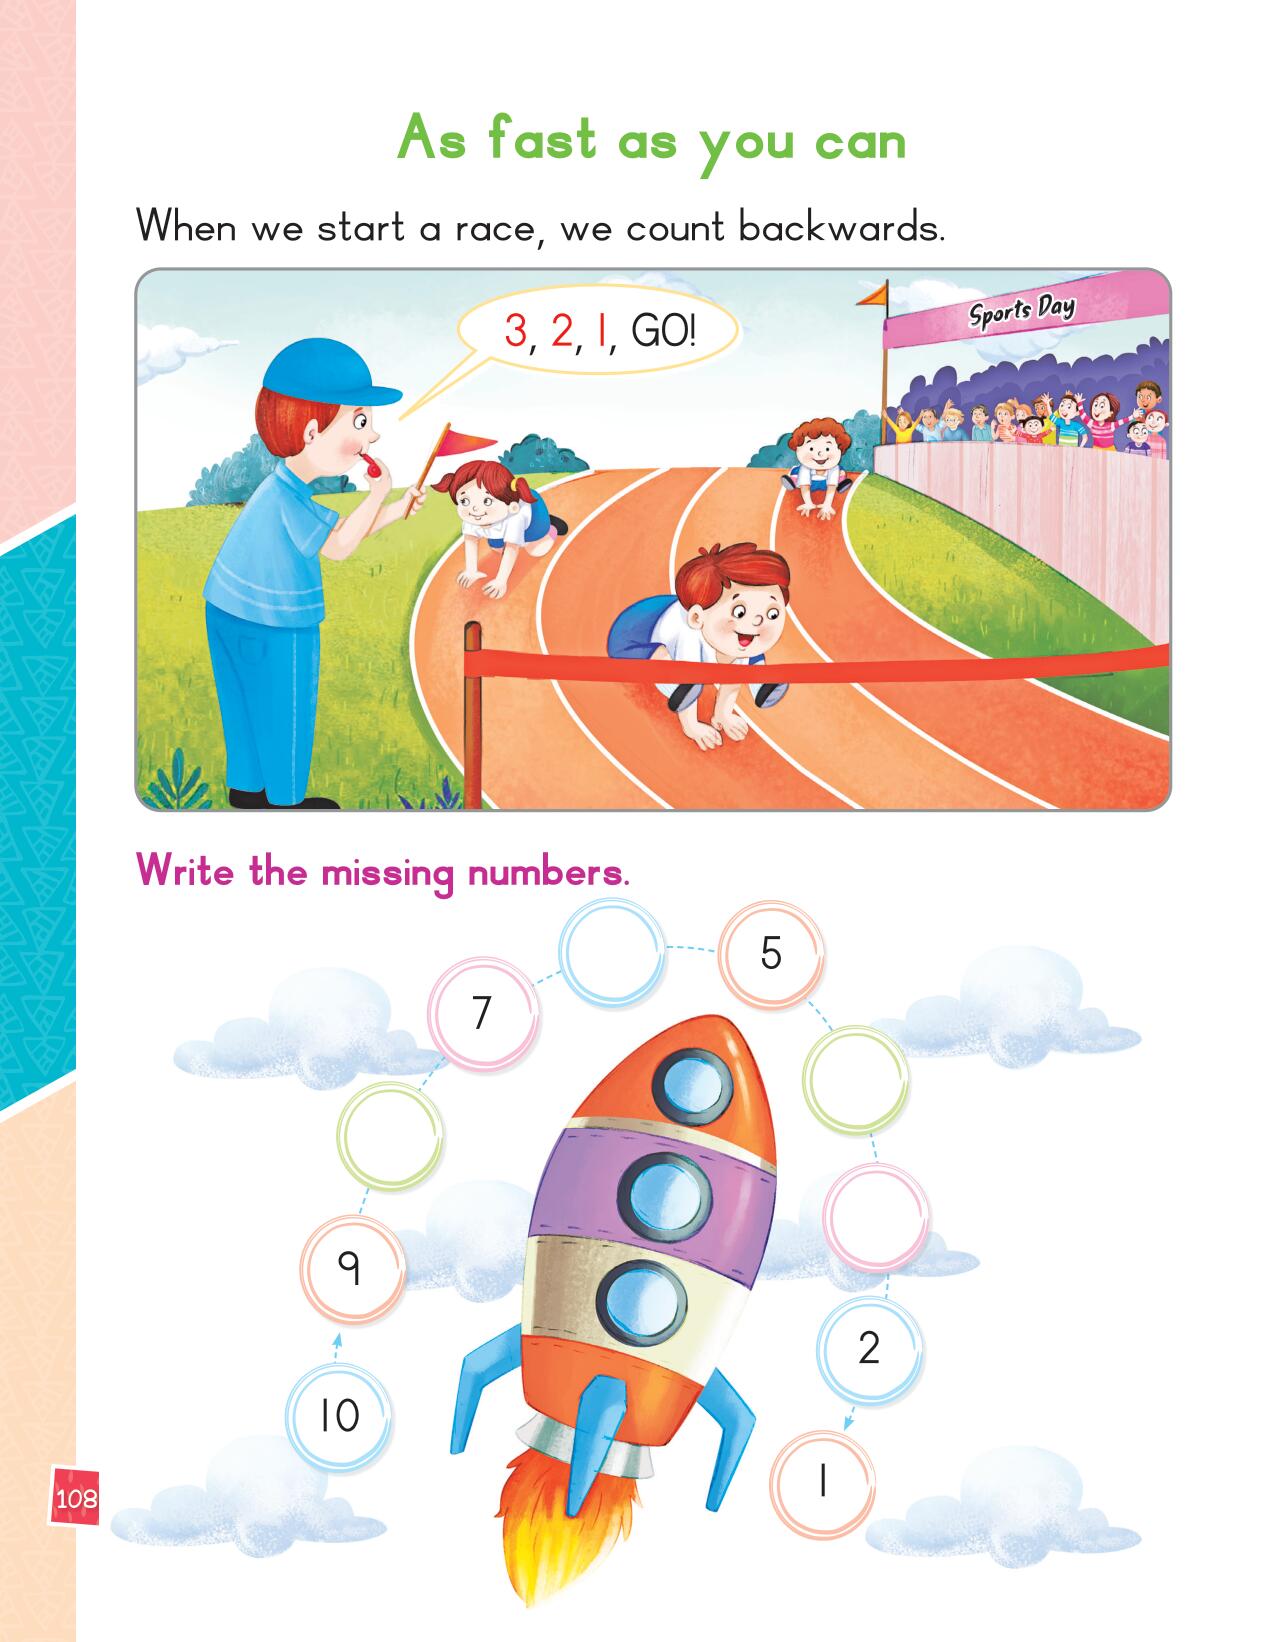 As fast as you can
When we start a race, we count backwards.
3, 2, 1, GO!
Sports Day
Write the missing numbers.
5
7
9
2
10
1
108